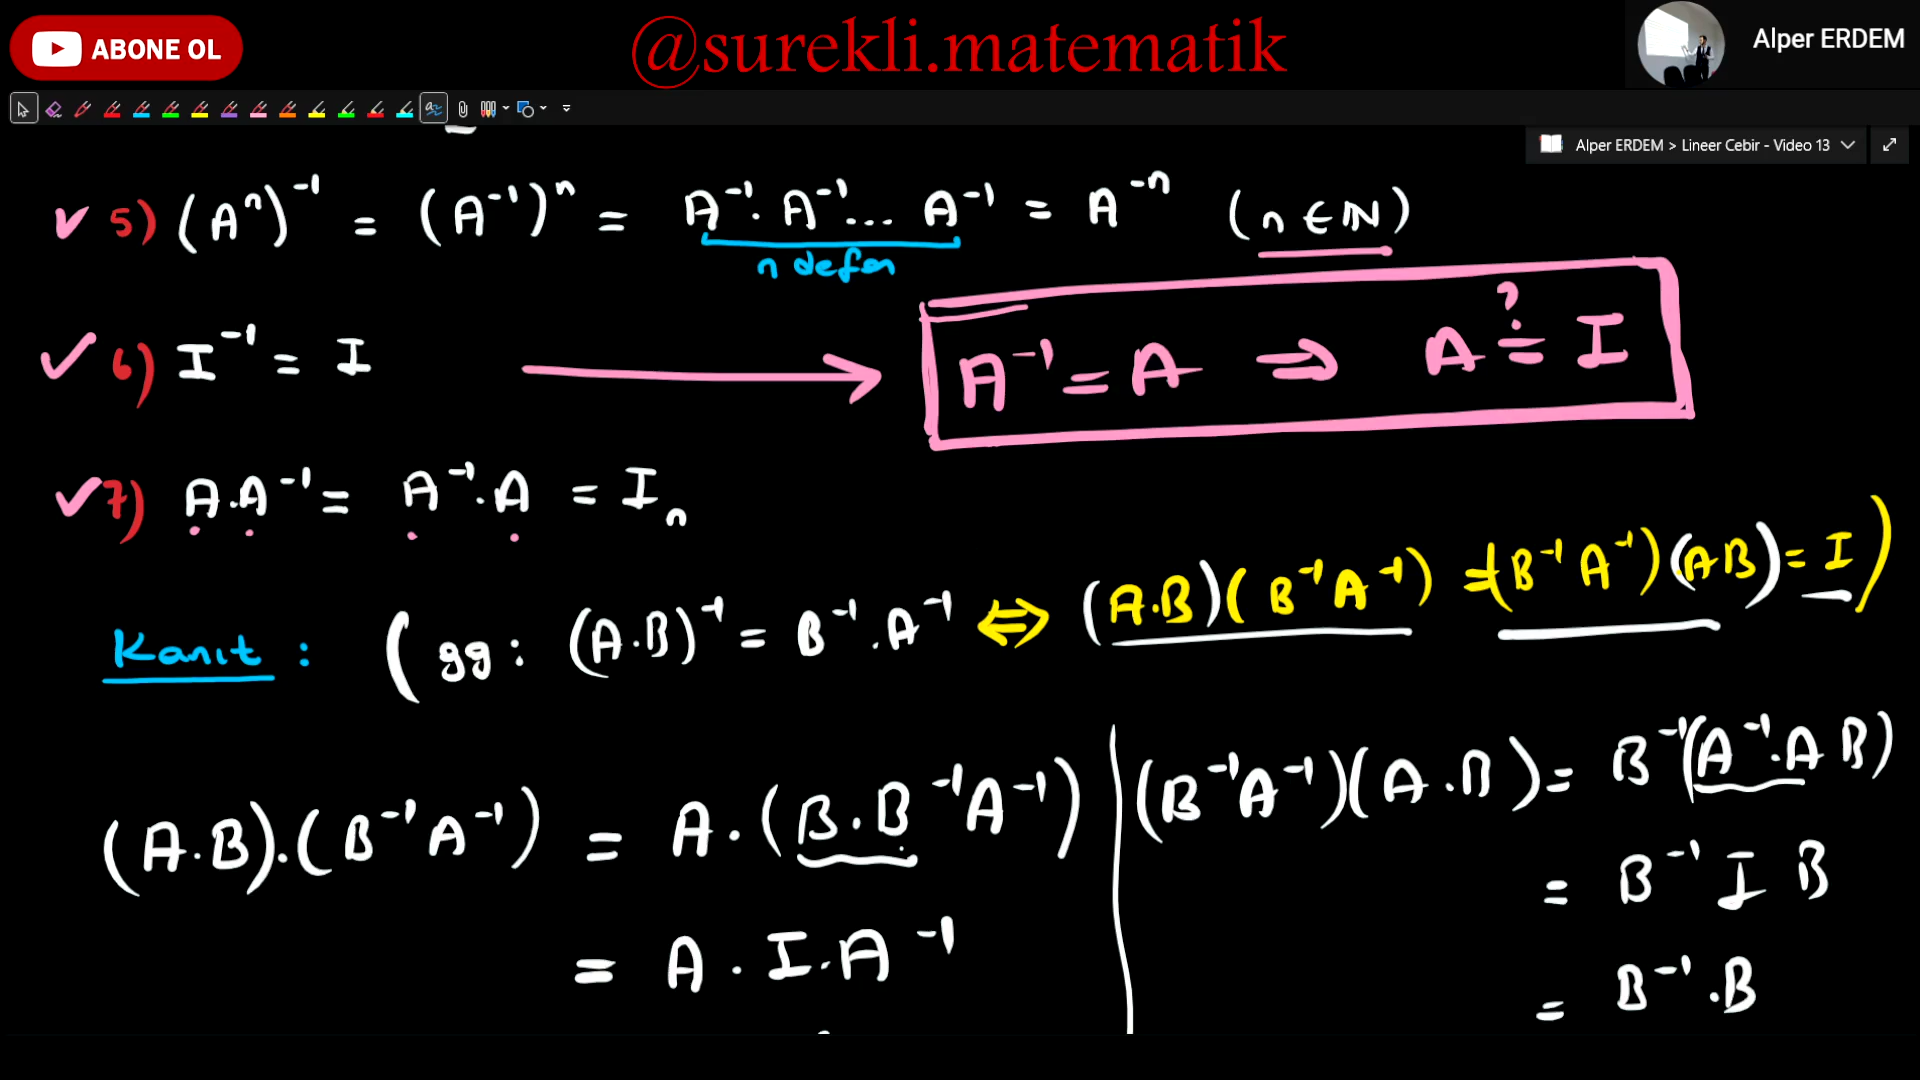 ABONE OL
@surekli.matematik
Alper ERDEM
Alper ERDEM > Lineer Cebir - Video 13
5) (Aⁿ)⁻¹ = (A⁻¹)ⁿ = A⁻¹. A⁻¹... A⁻¹ = A⁻ⁿ (n ∈ ℕ)
n defa
6) I⁻¹ = I
A⁻¹ = A ⇒ A ≟ I
7) A.A⁻¹ = A⁻¹.A = Iₙ
Kanıt : ( gg : (A.B)⁻¹ = B⁻¹.A⁻¹ ⇔ (A.B)(B⁻¹A⁻¹) = (B⁻¹A⁻¹)(AB) = I )
(A.B).(B⁻¹A⁻¹) = A.(B.B⁻¹A⁻¹)
= A . I . A⁻¹
(B⁻¹A⁻¹)(A.B) = B⁻¹(A⁻¹.A B)
= B⁻¹ I B
= B⁻¹ .B